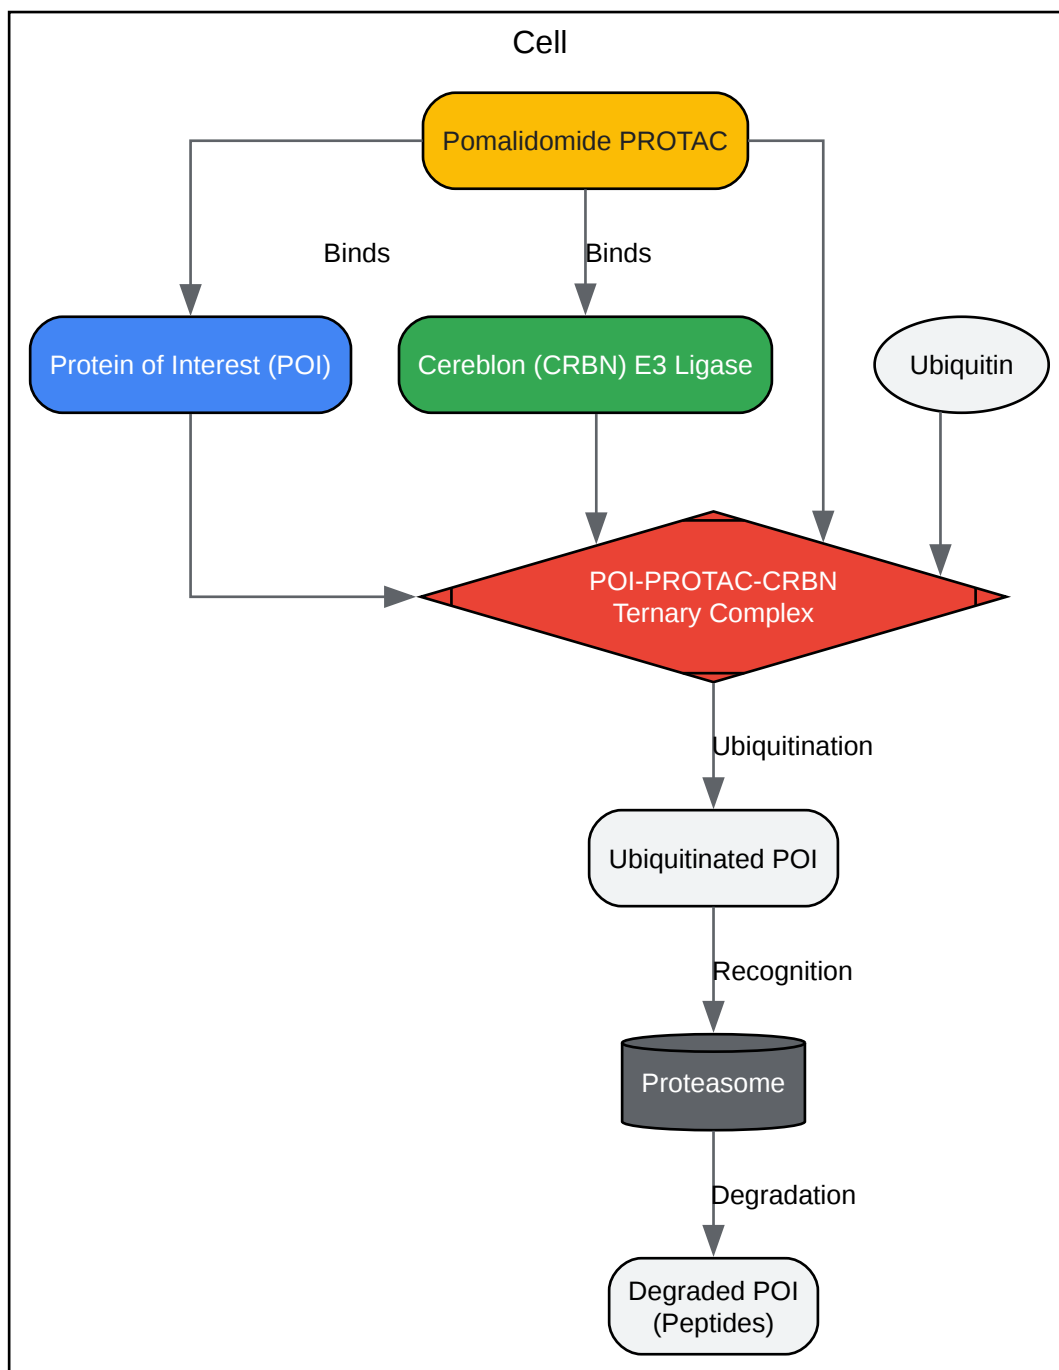 Cell
Pomalidomide PROTAC
Binds
Binds
Protein of Interest (POI)
Cereblon (CRBN) E3 Ligase
Ubiquitin
POI-PROTAC-CRBN
Ternary Complex
Ubiquitination
Ubiquitinated POI
Recognition
Proteasome
Degradation
Degraded POI
(Peptides)